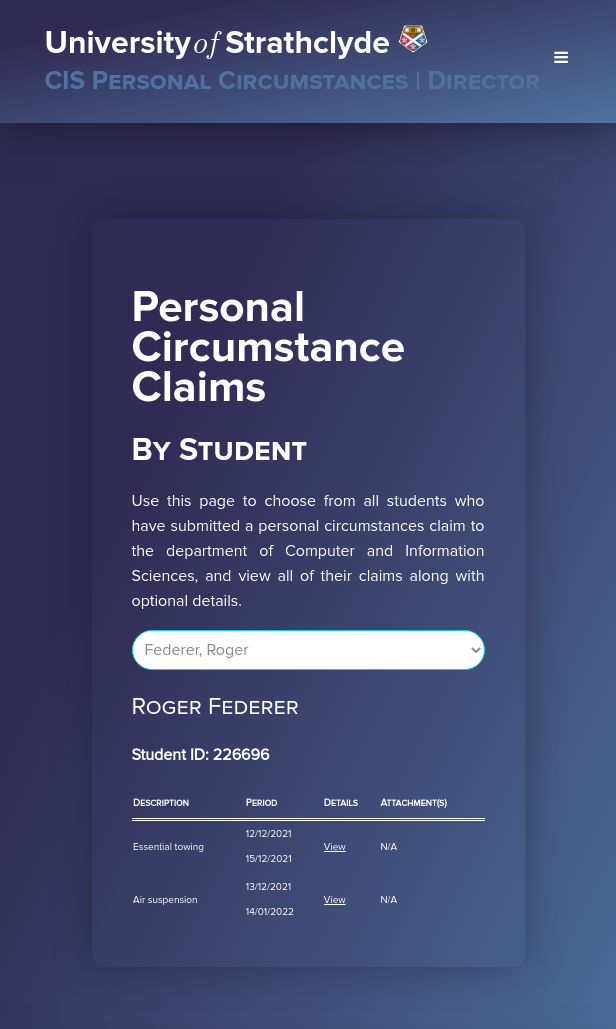 University of Strathclyde
CIS Personal Circumstances | Director
Personal
Circumstance
Claims
By Student
Use this page to choose from all students who
have submitted a personal circumstances claim to
the department of Computer and Information
Sciences, and view all of their claims along with
optional details.
Federer, Roger
Roger Federer
Student ID: 226696
Description Period Details Attachment(s)
12/12/2021
Essential towing View N/A
15/12/2021
13/12/2021
Air suspension View N/A
14/01/2022